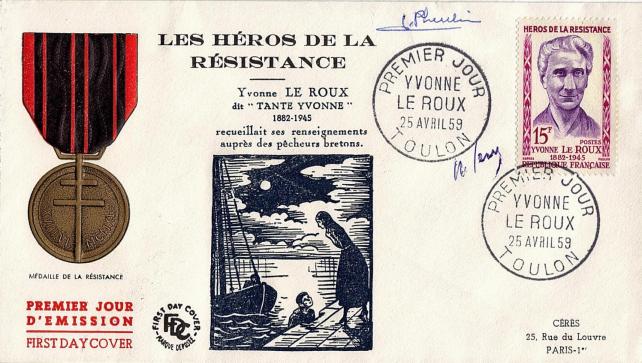 LES HÉROS DE LA
RÉSISTANCE
Yvonne LE ROUX
dit " TANTE YVONNE "
1882-1945
recueillait ses renseignements
auprès des pêcheurs bretons.
PREMIER JOUR
YVONNE
LE ROUX
25 AVRIL 59
TOULON
HEROS DE LA RESISTANCE
15F
POSTES
YVONNE LE ROUX
1882-1945
REPUBLIQUE FRANÇAISE
PREMIER JOUR
YVONNE
LE ROUX
25 AVRIL 59
TOULON
MÉDAILLE DE LA RÉSISTANCE
PREMIER JOUR
D'EMISSION
FIRST DAY COVER
FIRST DAY COVER
FDC
MARQUE DEPOSEE
CÉRÈS
25, Rue du Louvre
PARIS-1er